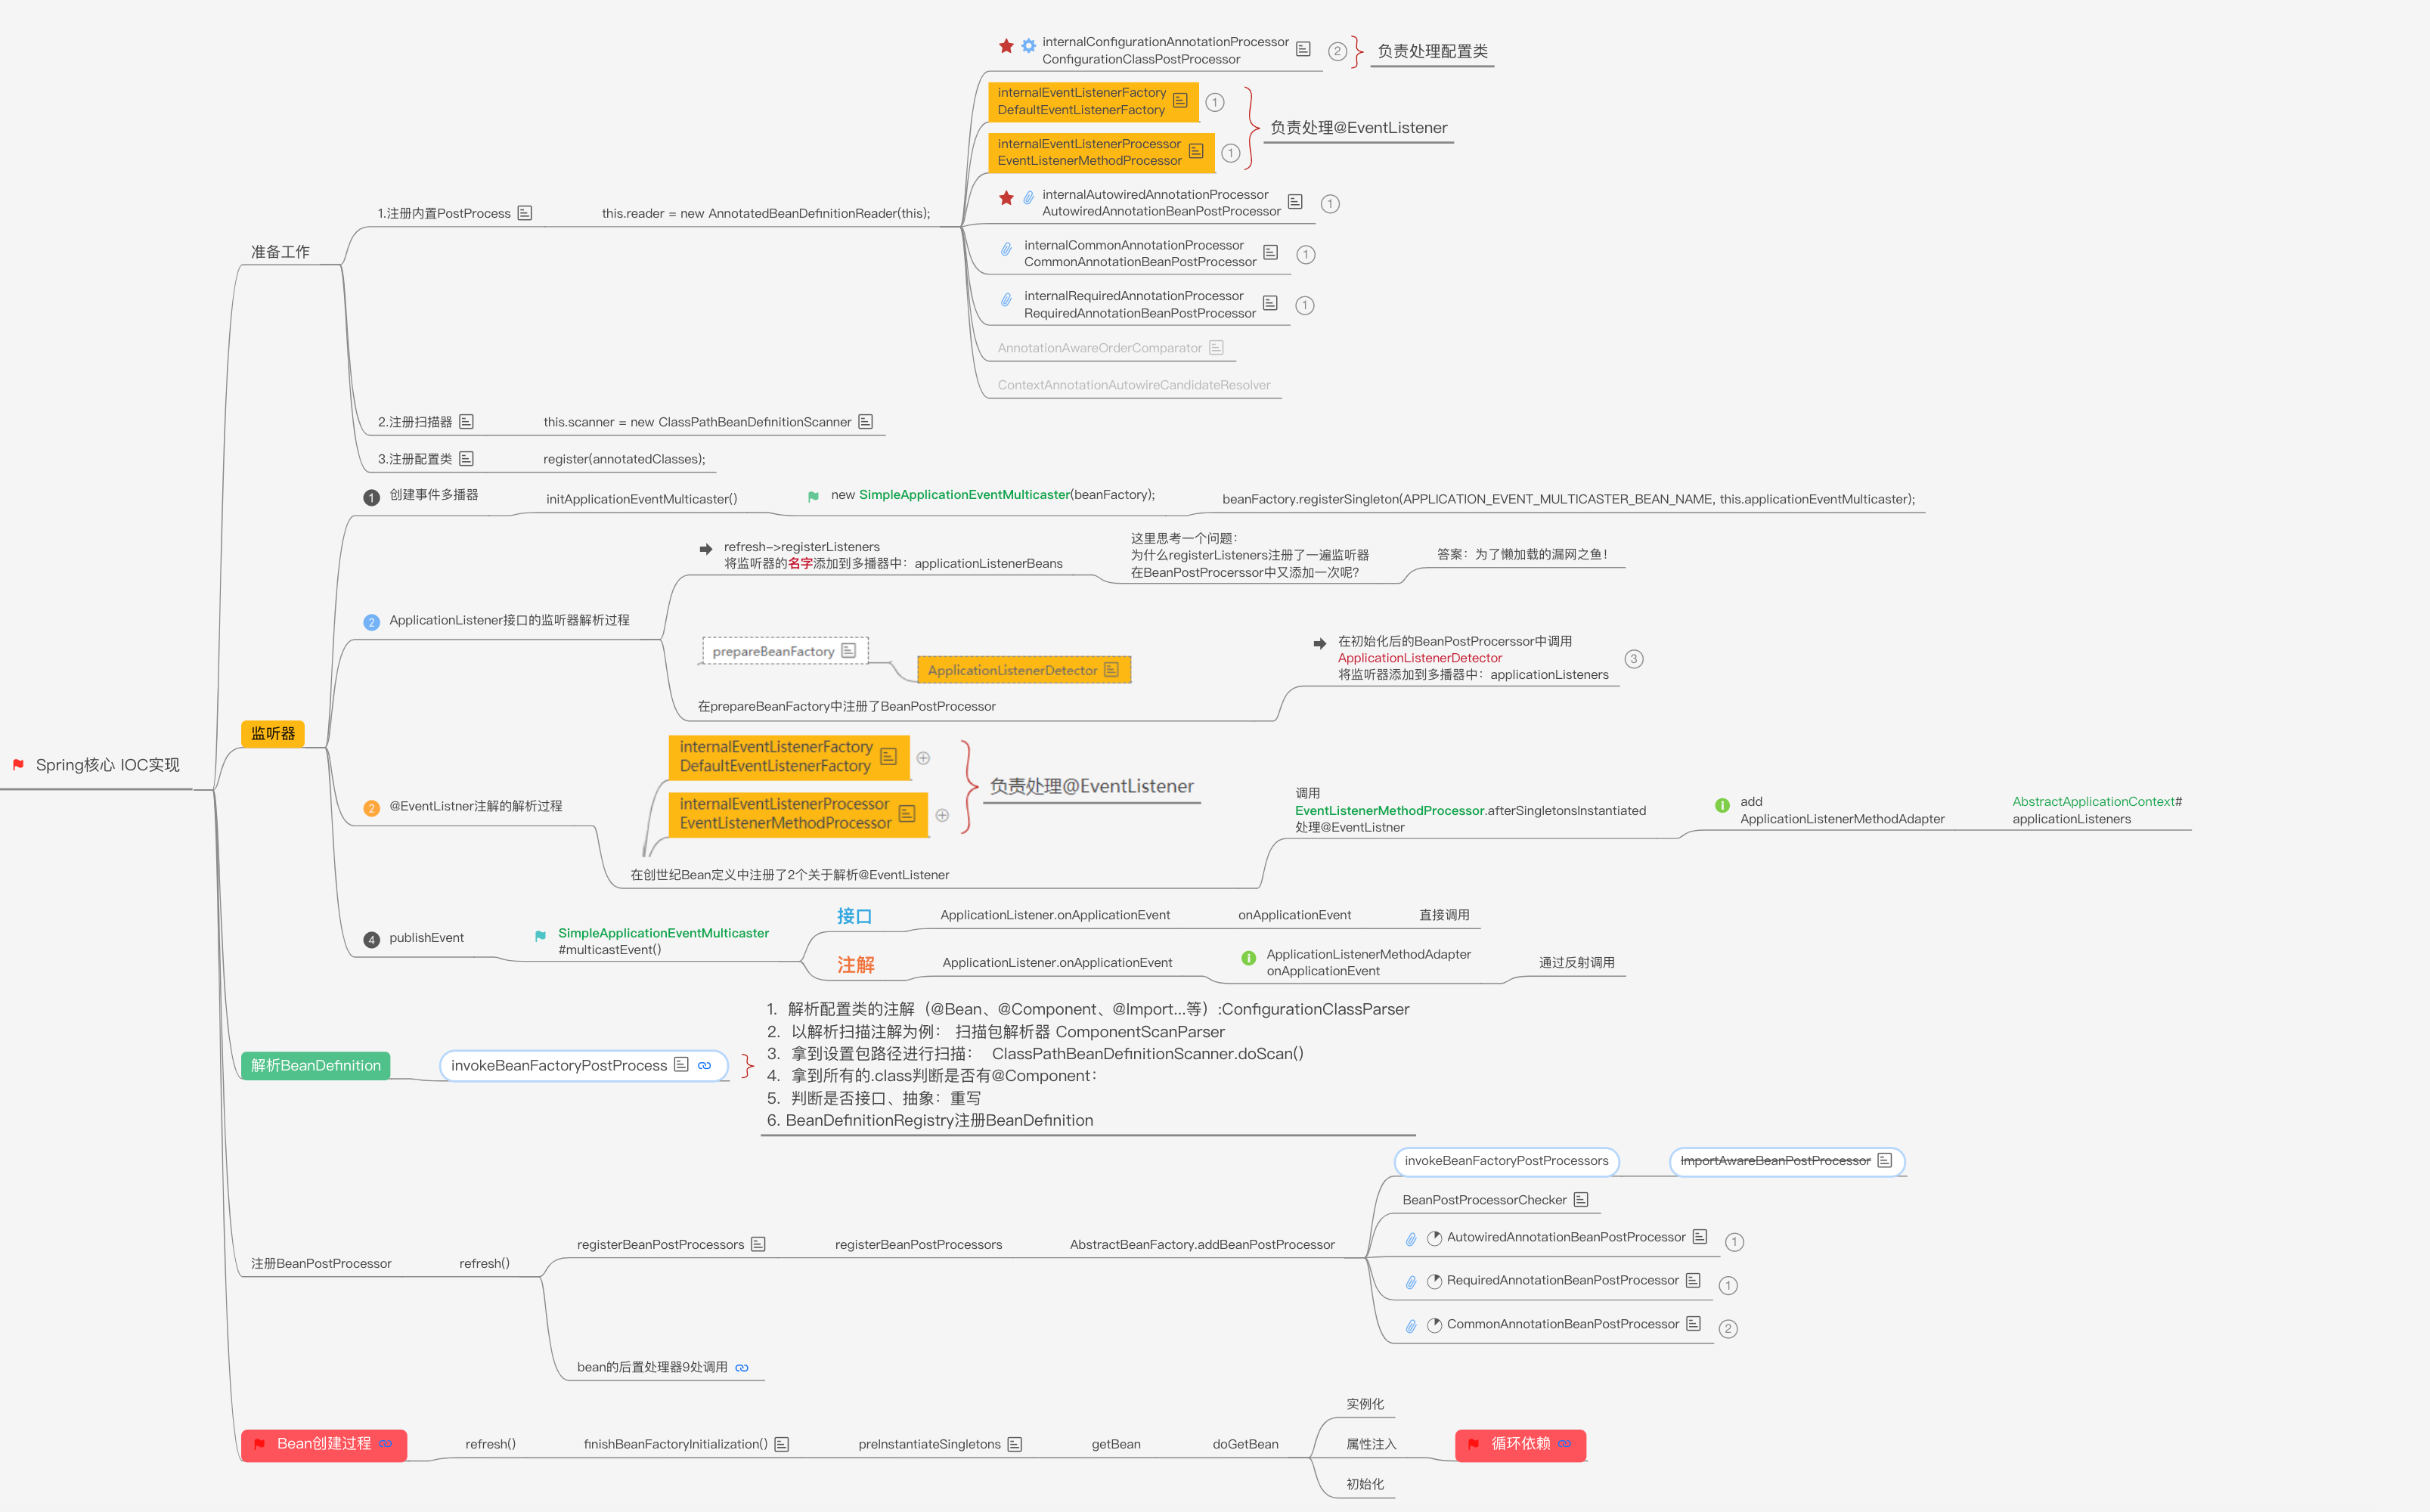 Spring核心 IOC实现
准备工作
1.注册内置PostProcess
this.reader = new AnnotatedBeanDefinitionReader(this);
internalConfigurationAnnotationProcessor
ConfigurationClassPostProcessor
2
负责处理配置类
internalEventListenerFactory
DefaultEventListenerFactory
1
internalEventListenerProcessor
EventListenerMethodProcessor
1
负责处理@EventListener
internalAutowiredAnnotationProcessor
AutowiredAnnotationBeanPostProcessor
1
internalCommonAnnotationProcessor
CommonAnnotationBeanPostProcessor
1
internalRequiredAnnotationProcessor
RequiredAnnotationBeanPostProcessor
1
AnnotationAwareOrderComparator
ContextAnnotationAutowireCandidateResolver
2.注册扫描器
this.scanner = new ClassPathBeanDefinitionScanner
3.注册配置类
register(annotatedClasses);
监听器
1 创建事件多播器
initApplicationEventMulticaster()
new SimpleApplicationEventMulticaster(beanFactory);
beanFactory.registerSingleton(APPLICATION_EVENT_MULTICASTER_BEAN_NAME, this.applicationEventMulticaster);
2 ApplicationListener接口的监听器解析过程
refresh->registerListeners
将监听器的名字添加到多播器中：applicationListenerBeans
这里思考一个问题：
为什么registerListeners注册了一遍监听器
在BeanPostProcerssor中又添加一次呢？
答案：为了懒加载的漏网之鱼！
prepareBeanFactory
ApplicationListenerDetector
在prepareBeanFactory中注册了BeanPostProcessor
在初始化后的BeanPostProcerssor中调用
ApplicationListenerDetector
将监听器添加到多播器中：applicationListeners
3
2 @EventListner注解的解析过程
internalEventListenerFactory
DefaultEventListenerFactory
internalEventListenerProcessor
EventListenerMethodProcessor
负责处理@EventListener
在创世纪Bean定义中注册了2个关于解析@EventListener
调用
EventListenerMethodProcessor.afterSingletonsInstantiated
处理@EventListner
add
ApplicationListenerMethodAdapter
AbstractApplicationContext#
applicationListeners
4 publishEvent
SimpleApplicationEventMulticaster
#multicastEvent()
接口
ApplicationListener.onApplicationEvent
onApplicationEvent
直接调用
注解
ApplicationListener.onApplicationEvent
ApplicationListenerMethodAdapter
onApplicationEvent
通过反射调用
解析BeanDefinition
invokeBeanFactoryPostProcess
1. 解析配置类的注解（@Bean、@Component、@Import...等）:ConfigurationClassParser
2. 以解析扫描注解为例： 扫描包解析器 ComponentScanParser
3. 拿到设置包路径进行扫描： ClassPathBeanDefinitionScanner.doScan()
4. 拿到所有的.class判断是否有@Component：
5. 判断是否接口、抽象：重写
6. BeanDefinitionRegistry注册BeanDefinition
注册BeanPostProcessor
refresh()
registerBeanPostProcessors
registerBeanPostProcessors
AbstractBeanFactory.addBeanPostProcessor
invokeBeanFactoryPostProcessors
ImportAwareBeanPostProcessor
BeanPostProcessorChecker
AutowiredAnnotationBeanPostProcessor
1
RequiredAnnotationBeanPostProcessor
1
CommonAnnotationBeanPostProcessor
2
bean的后置处理器9处调用
Bean创建过程
refresh()
finishBeanFactoryInitialization()
preInstantiateSingletons
getBean
doGetBean
实例化
属性注入
循环依赖
初始化